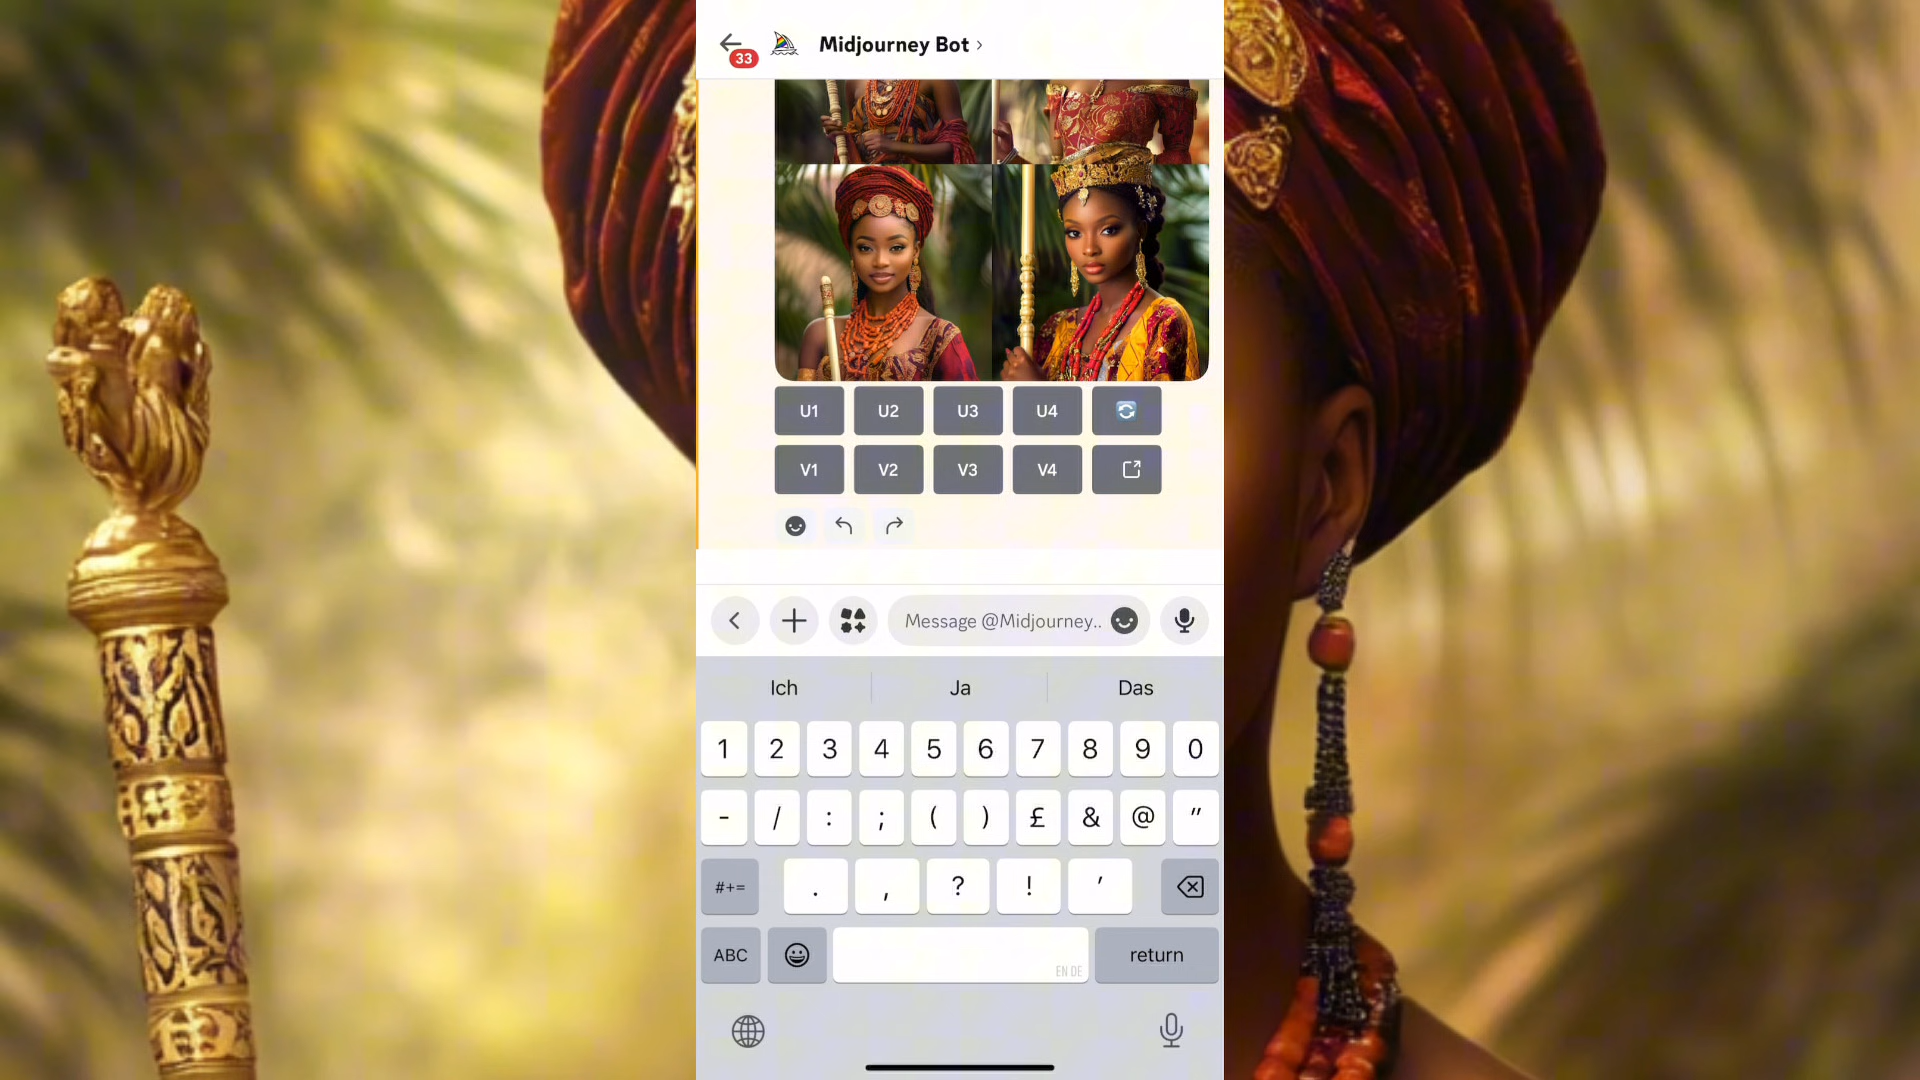 33
Midjourney Bot
U1 U2 U3 U4
V1 V2 V3 V4
Message @Midjourney..
Ich Ja Das
1 2 3 4 5 6 7 8 9 0
- / : ; ( ) £ & @ "
#+= . , ? ! '
ABC EN DE return